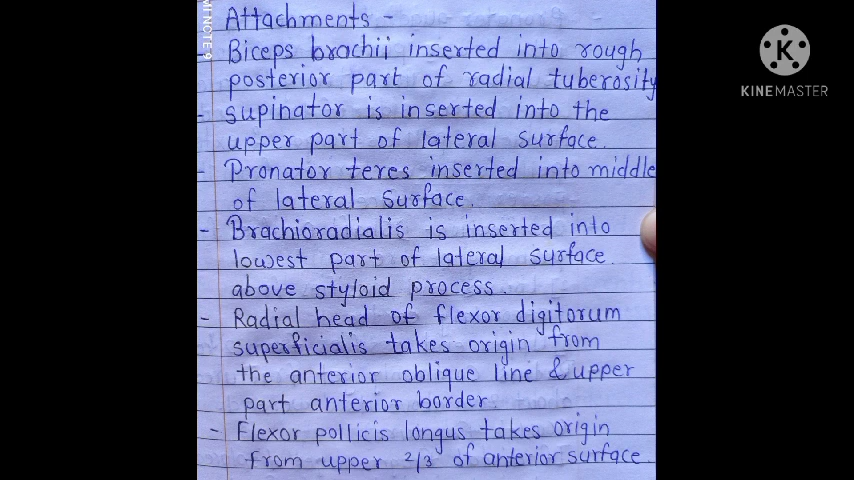 Attachments -
- Biceps brachii inserted into rough
posterior part of radial tuberosity
- supinator is inserted into the
upper part of lateral surface.
- Pronator teres inserted into middle
of lateral surface.
- Brachioradialis is inserted into
lowest part of lateral surface
above styloid process.
- Radial head of flexor digitorum
superficialis takes origin from
the anterior oblique line & upper
part anterior border.
- Flexor pollicis longus takes origin
from upper 2/3 of anterior surface.
MI NOTE 9
K
KINEMASTER